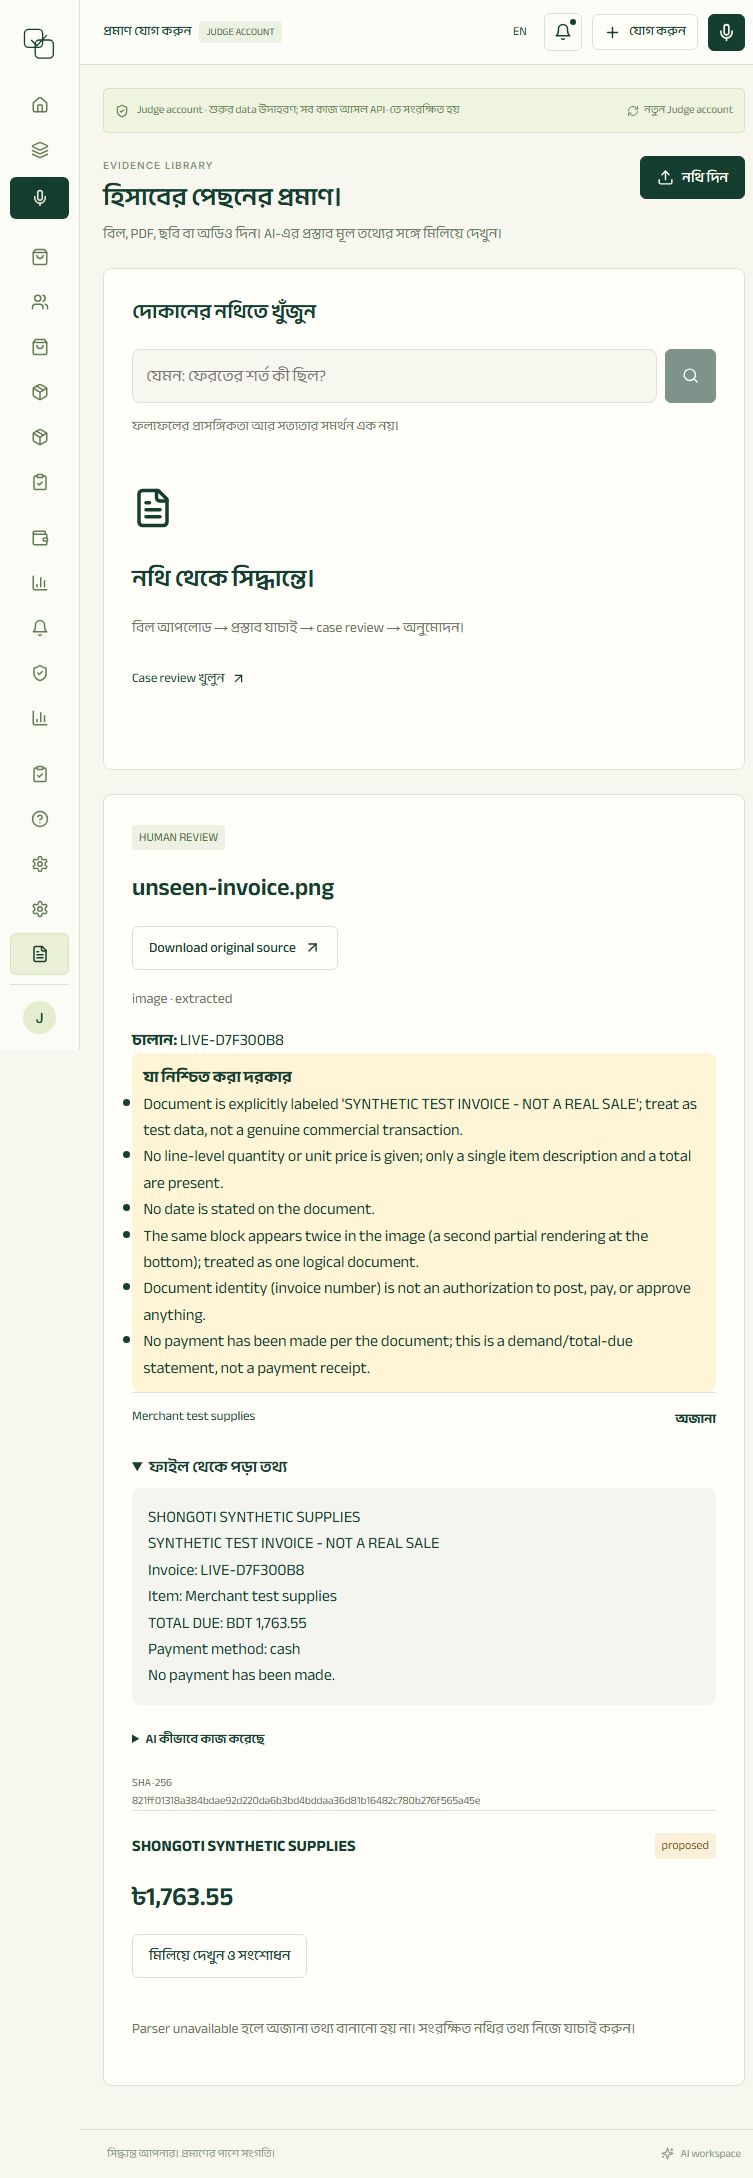 প্রমাণ যোগ করুন
JUDGE ACCOUNT
EN
যোগ করুন
Judge account · শুরুর data উদাহরণ; সব কাজ আসল API-তে সংরক্ষিত হয়
নতুন Judge account
EVIDENCE LIBRARY
হিসাবের পেছনের প্রমাণ।
নথি দিন
বিল, PDF, ছবি বা অডিও দিন। AI-এর প্রস্তাব মূল তথ্যের সঙ্গে মিলিয়ে দেখুন।
দোকানের নথিতে খুঁজুন
যেমন: ফেরতের শর্ত কী ছিল?
ফলাফলের প্রাসঙ্গিকতা আর সত্যতার সমর্থন এক নয়।
নথি থেকে সিদ্ধান্তে।
বিল আপলোড → প্রস্তাব যাচাই → case review → অনুমোদন।
Case review খুলুন
HUMAN REVIEW
unseen-invoice.png
Download original source
image · extracted
চালান: LIVE-D7F300B8
যা নিশ্চিত করা দরকার
Document is explicitly labeled 'SYNTHETIC TEST INVOICE - NOT A REAL SALE'; treat as
test data, not a genuine commercial transaction.
No line-level quantity or unit price is given; only a single item description and a total
are present.
No date is stated on the document.
The same block appears twice in the image (a second partial rendering at the
bottom); treated as one logical document.
Document identity (invoice number) is not an authorization to post, pay, or approve
anything.
No payment has been made per the document; this is a demand/total-due
statement, not a payment receipt.
Merchant test supplies
অজানা
ফাইল থেকে পড়া তথ্য
SHONGOTI SYNTHETIC SUPPLIES
SYNTHETIC TEST INVOICE - NOT A REAL SALE
Invoice: LIVE-D7F300B8
Item: Merchant test supplies
TOTAL DUE: BDT 1,763.55
Payment method: cash
No payment has been made.
AI কীভাবে কাজ করেছে
SHA-256
821ff01318a384bdae92d220da6b3bd4bddaa36d81b16482c780b276f565a45e
SHONGOTI SYNTHETIC SUPPLIES
proposed
৳1,763.55
মিলিয়ে দেখুন ও সংশোধন
Parser unavailable হলে অজানা তথ্য বানানো হয় না। সংরক্ষিত নথির তথ্য নিজে যাচাই করুন।
J
সিদ্ধান্ত আপনার। প্রমাণের পাশে সংগতি।
AI workspace